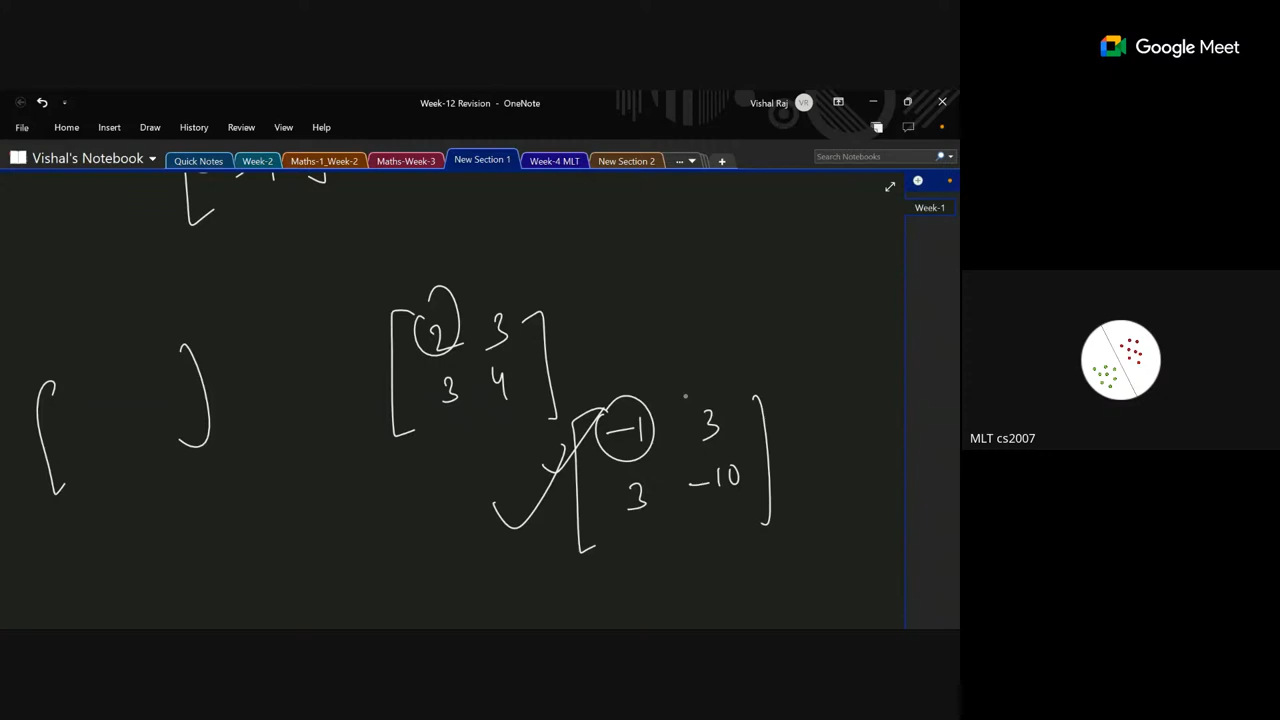 Google Meet
Week-12 Revision - OneNote
Vishal Raj VR
File Home Insert Draw History Review View Help
Vishal's Notebook
Quick Notes Week-2 Maths-1_Week-2 Maths-Week-3 New Section 1 Week-4 MLT New Section 2 ... +
Search Notebooks
Week-1
2 3
3 4
-1 3
3 -10
MLT cs2007